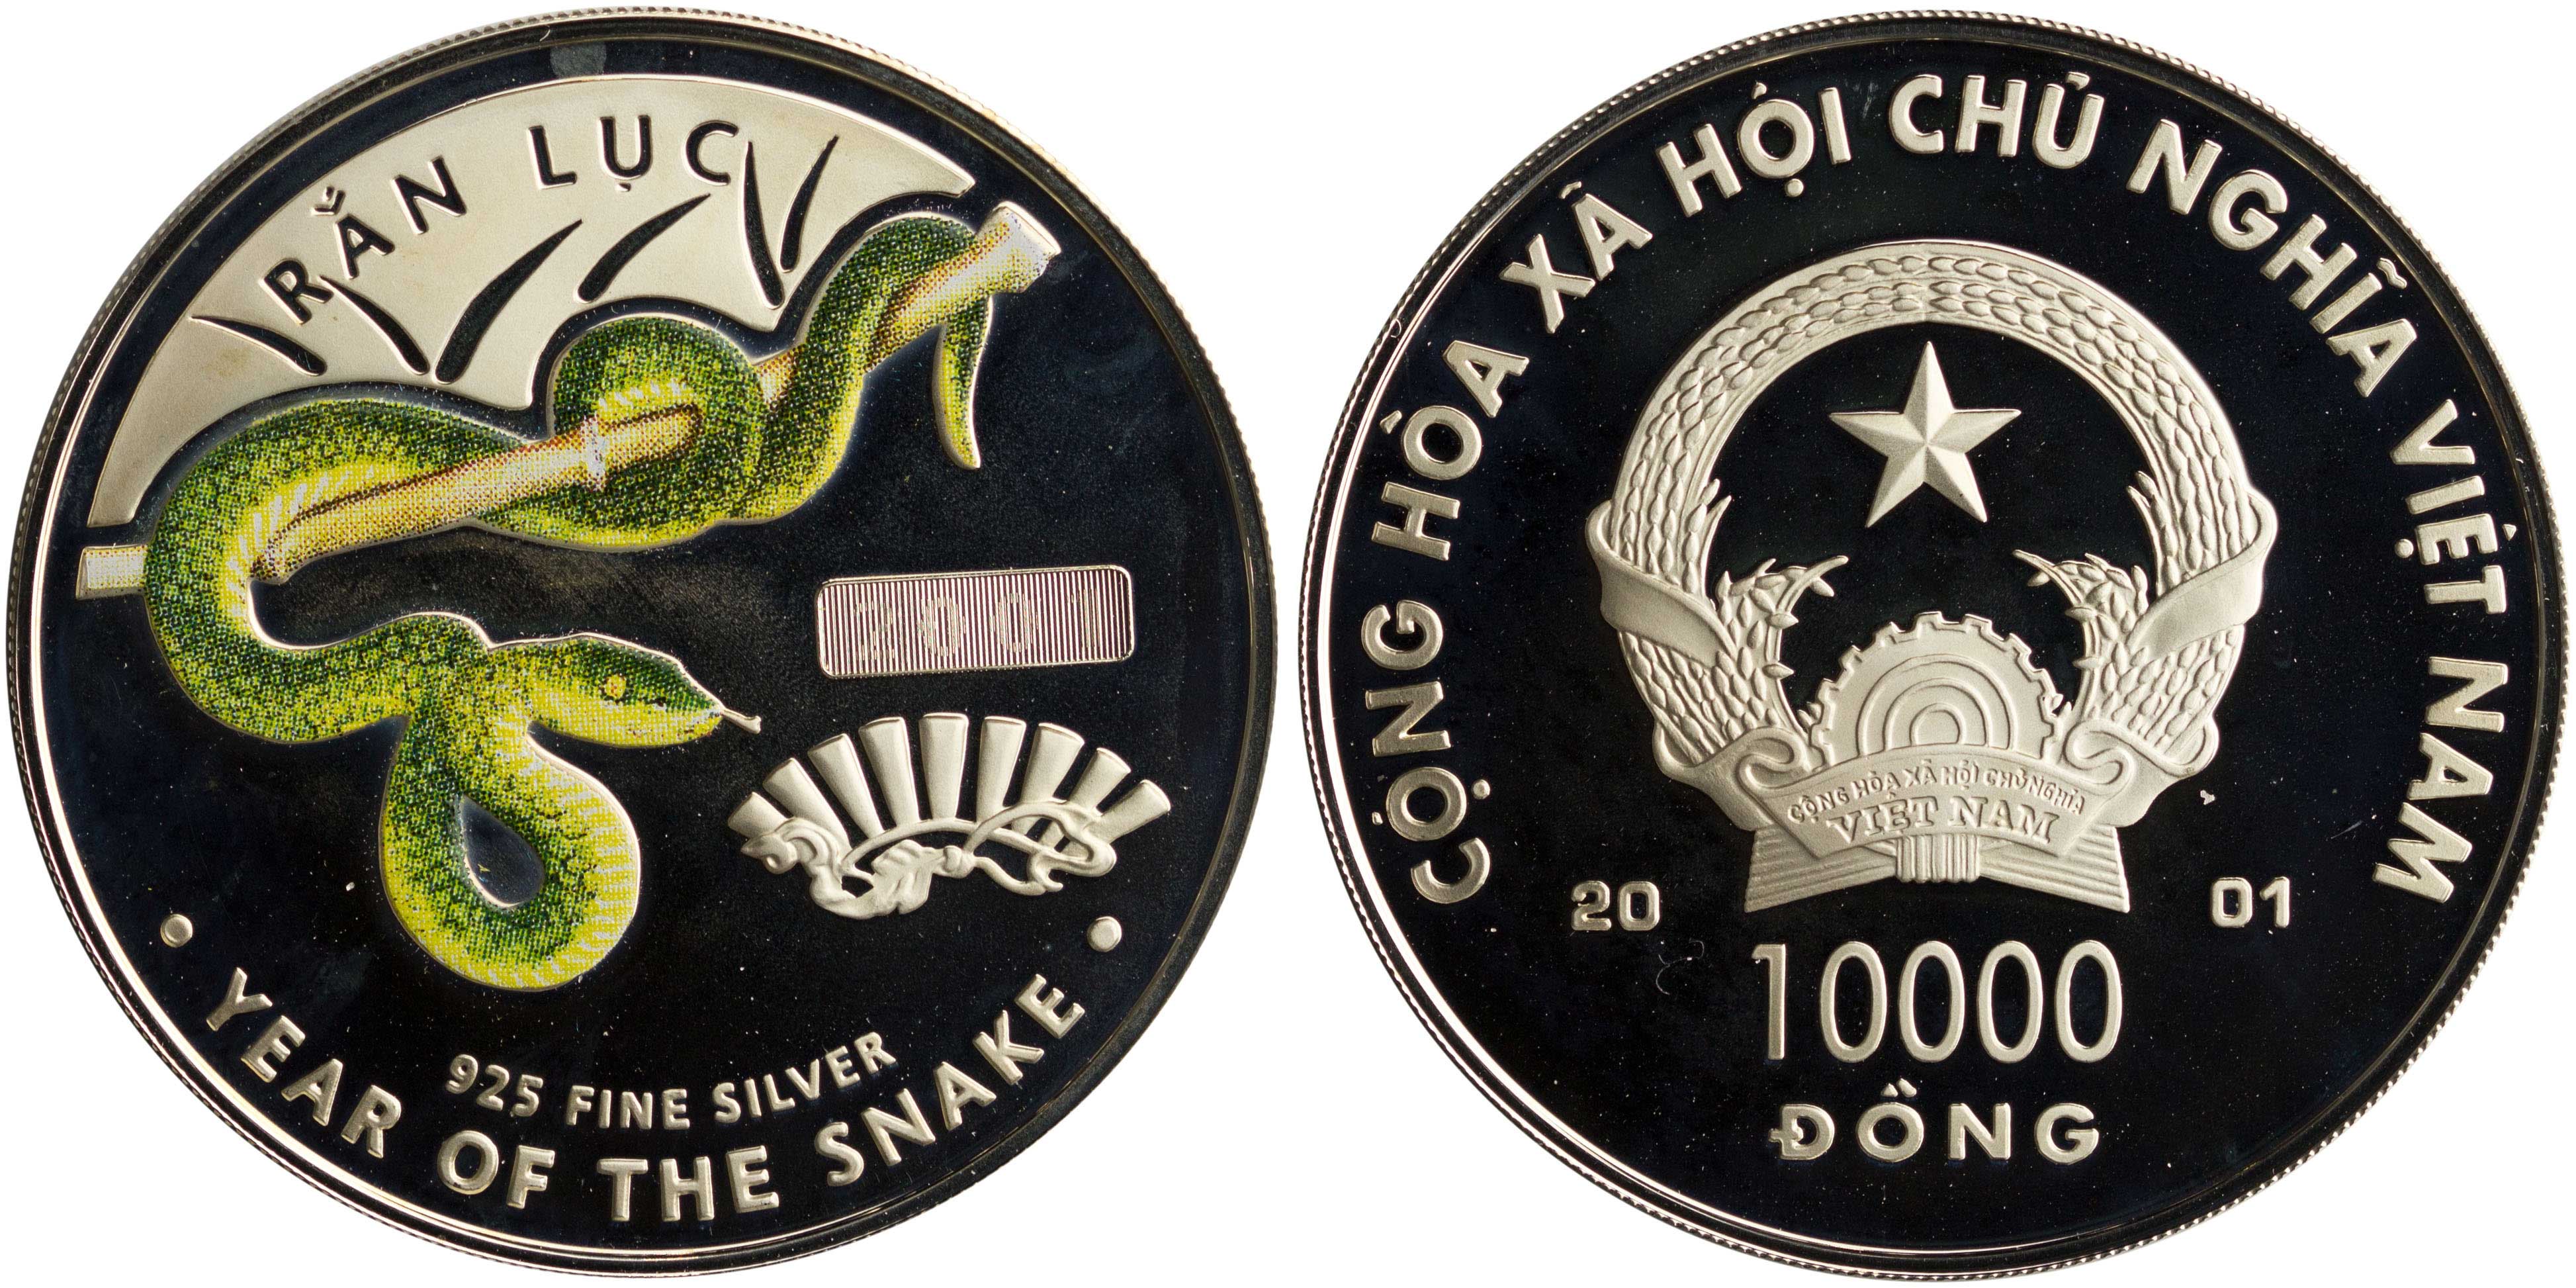 RẮN LỤC
2001
925 FINE SILVER
• YEAR OF THE SNAKE •
CỘNG HÒA XÃ HỘI CHỦ NGHĨA VIỆT NAM
CỘNG HÒA XÃ HỘI CHỦ NGHĨA
VIỆT NAM
20 01
10000
ĐỒNG